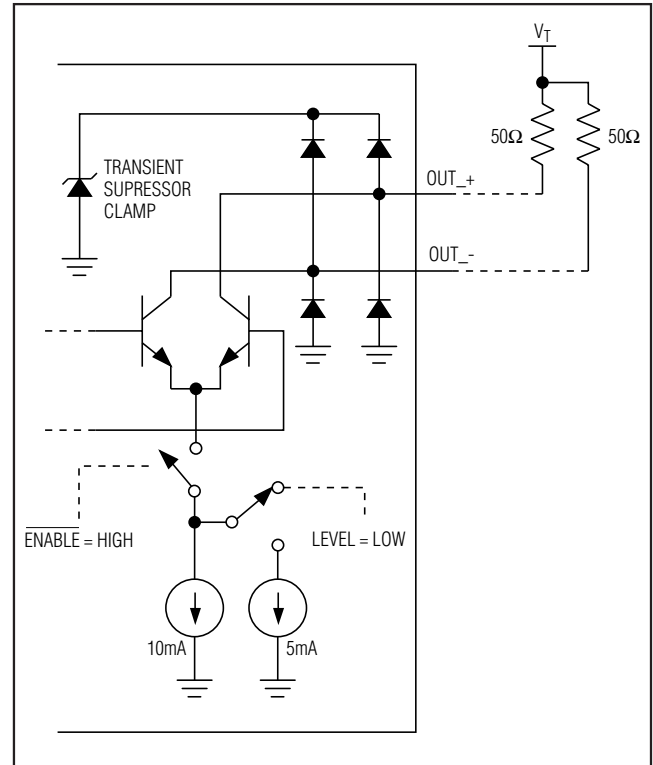 V_T
50Ω
50Ω
TRANSIENT
SUPRESSOR
CLAMP
OUT_+
OUT_-
ENABLE = HIGH
LEVEL = LOW
10mA
5mA